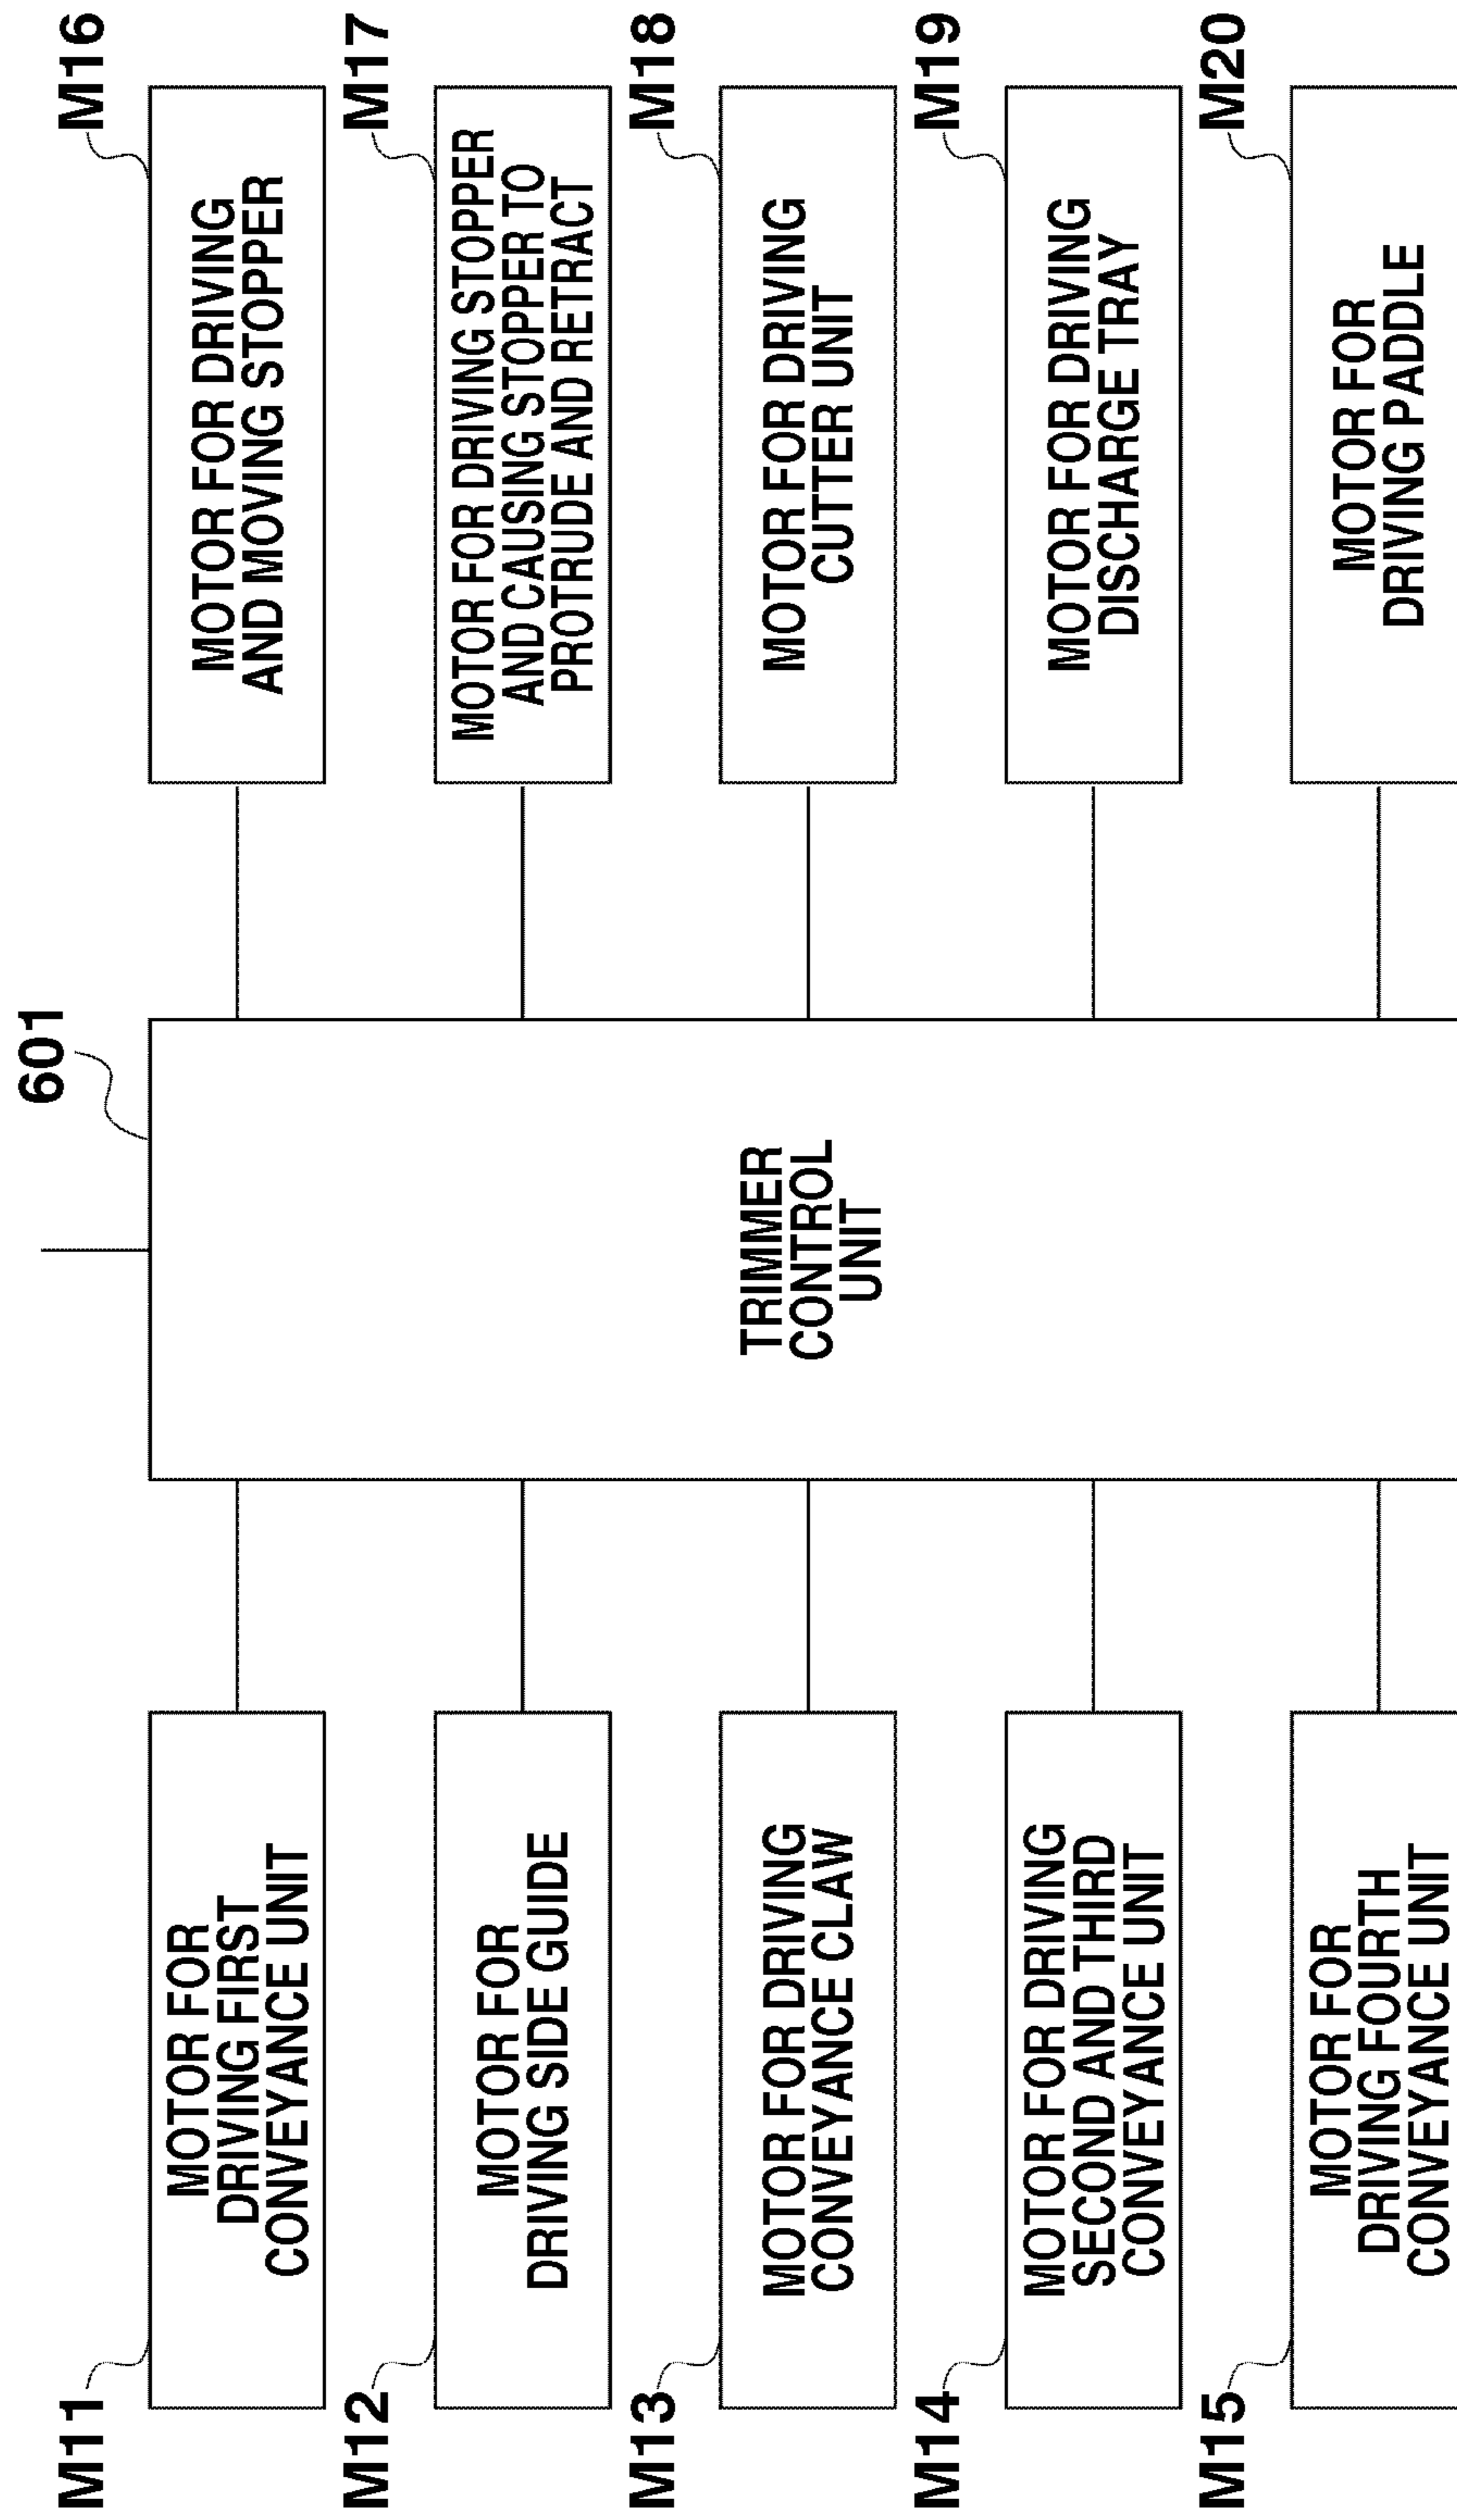 601
TRIMMER
CONTROL
UNIT
M11
MOTOR FOR
DRIVING FIRST
CONVEYANCE UNIT
M12
MOTOR FOR
DRIVING SIDE GUIDE
M13
MOTOR FOR DRIVING
CONVEYANCE CLAW
M14
MOTOR FOR DRIVING
SECOND AND THIRD
CONVEYANCE UNIT
M15
MOTOR FOR
DRIVING FOURTH
CONVEYANCE UNIT
M16
MOTOR FOR DRIVING
AND MOVING STOPPER
M17
MOTOR FOR DRIVING STOPPER
AND CAUSING STOPPER TO
PROTRUDE AND RETRACT
M18
MOTOR FOR DRIVING
CUTTER UNIT
M19
MOTOR FOR DRIVING
DISCHARGE TRAY
M20
MOTOR FOR
DRIVING PADDLE